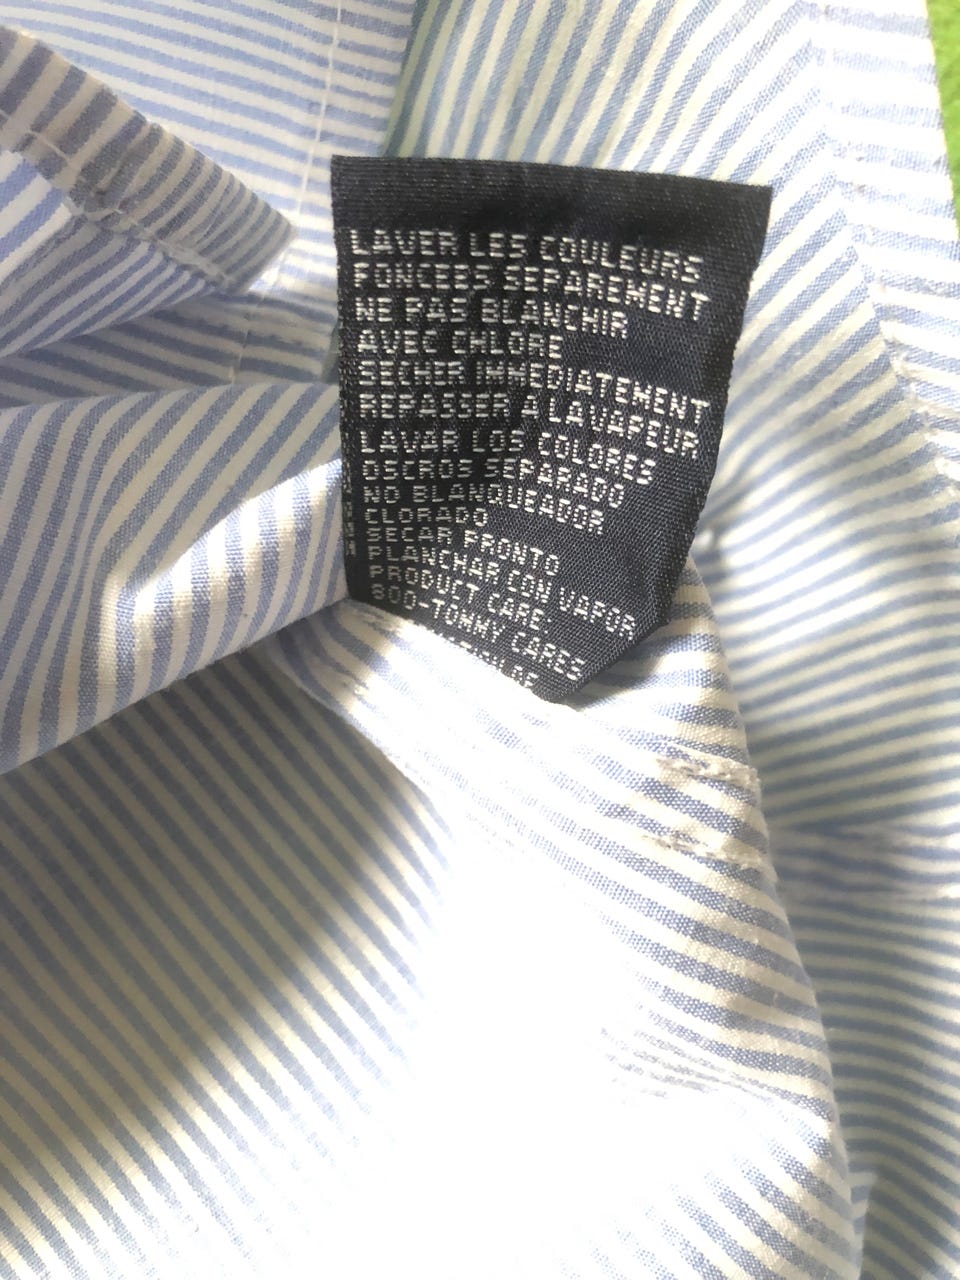 LAVER LES COULEURS
FONCEES SEPAREMENT
NE PAS BLANCHIR
AVEC CHLORE
SECHER IMMEDIATEMENT
REPASSER A LA VAPEUR
LAVAR LOS COLORES
OSCROS SEPARADO
NO BLANQUEADOR
CLORADO
SECAR PRONTO
PLANCHAR CON VAPOR
PRODUCT CARE:
800-TOMMY CARES